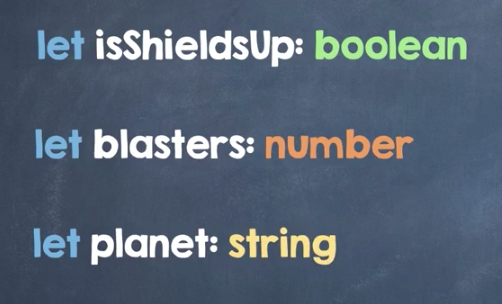 let isShieldsUp: boolean
let blasters: number
let planet: string